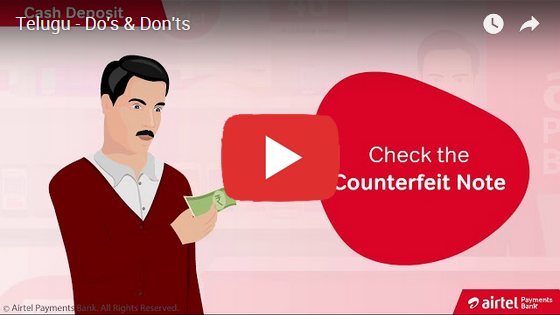 Cash Deposit
Telugu - Do's & Don'ts
Check the
Counterfeit Note
© Airtel Payments Bank. All Rights Reserved.
airtel Payments
Bank